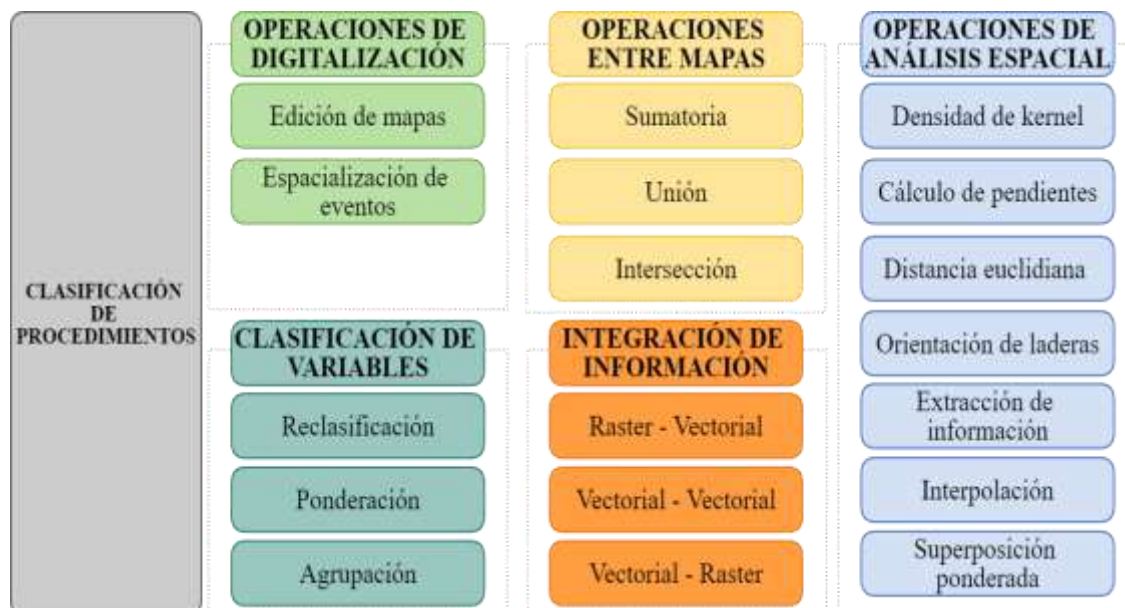 CLASIFICACIÓN
DE
PROCEDIMIENTOS
OPERACIONES DE
DIGITALIZACIÓN
Edición de mapas
Espacialización de
eventos
OPERACIONES
ENTRE MAPAS
Sumatoria
Unión
Intersección
OPERACIONES DE
ANÁLISIS ESPACIAL
Densidad de kernel
Cálculo de pendientes
Distancia euclidiana
Orientación de laderas
Extracción de
información
Interpolación
Superposición
ponderada
CLASIFICACIÓN DE
VARIABLES
Reclasificación
Ponderación
Agrupación
INTEGRACIÓN DE
INFORMACIÓN
Raster - Vectorial
Vectorial - Vectorial
Vectorial - Raster